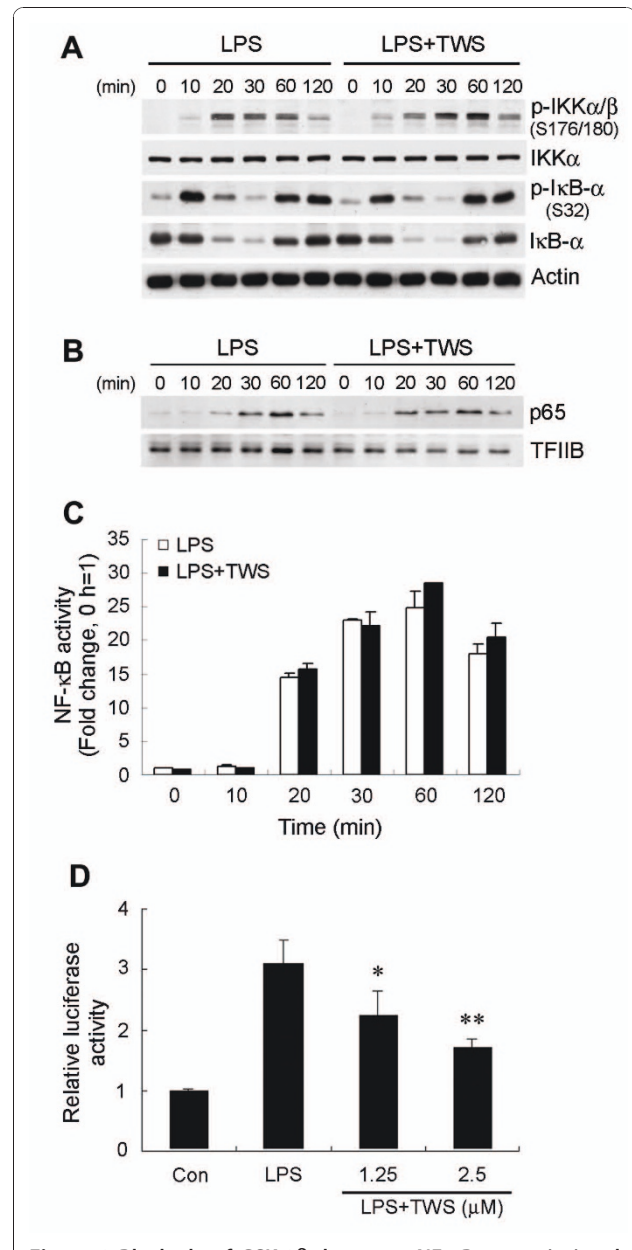 A
LPS LPS+TWS
(min) 0 10 20 30 60 120 0 10 20 30 60 120
p-IKKα/β
(S176/180)
IKKα
p-IκB-α
(S32)
IκB-α
Actin
B
LPS LPS+TWS
(min) 0 10 20 30 60 120 0 10 20 30 60 120
p65
TFIIB
C
NF-κB activity
(Fold change, 0 h=1)
35
30
25
20
15
10
5
0
LPS
LPS+TWS
0 10 20 30 60 120
Time (min)
D
Relative luciferase
activity
4
3
2
1
0
*
**
Con LPS 1.25 2.5
LPS+TWS (μM)